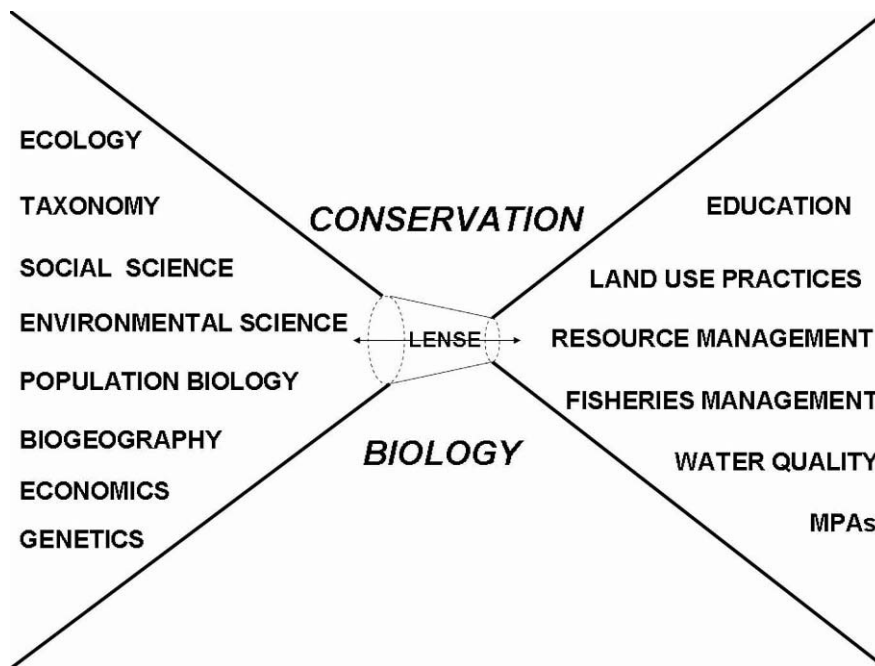 ECOLOGY
TAXONOMY
SOCIAL SCIENCE
ENVIRONMENTAL SCIENCE
POPULATION BIOLOGY
BIOGEOGRAPHY
ECONOMICS
GENETICS
CONSERVATION
LENSE
BIOLOGY
EDUCATION
LAND USE PRACTICES
RESOURCE MANAGEMENT
FISHERIES MANAGEMENT
WATER QUALITY
MPAs